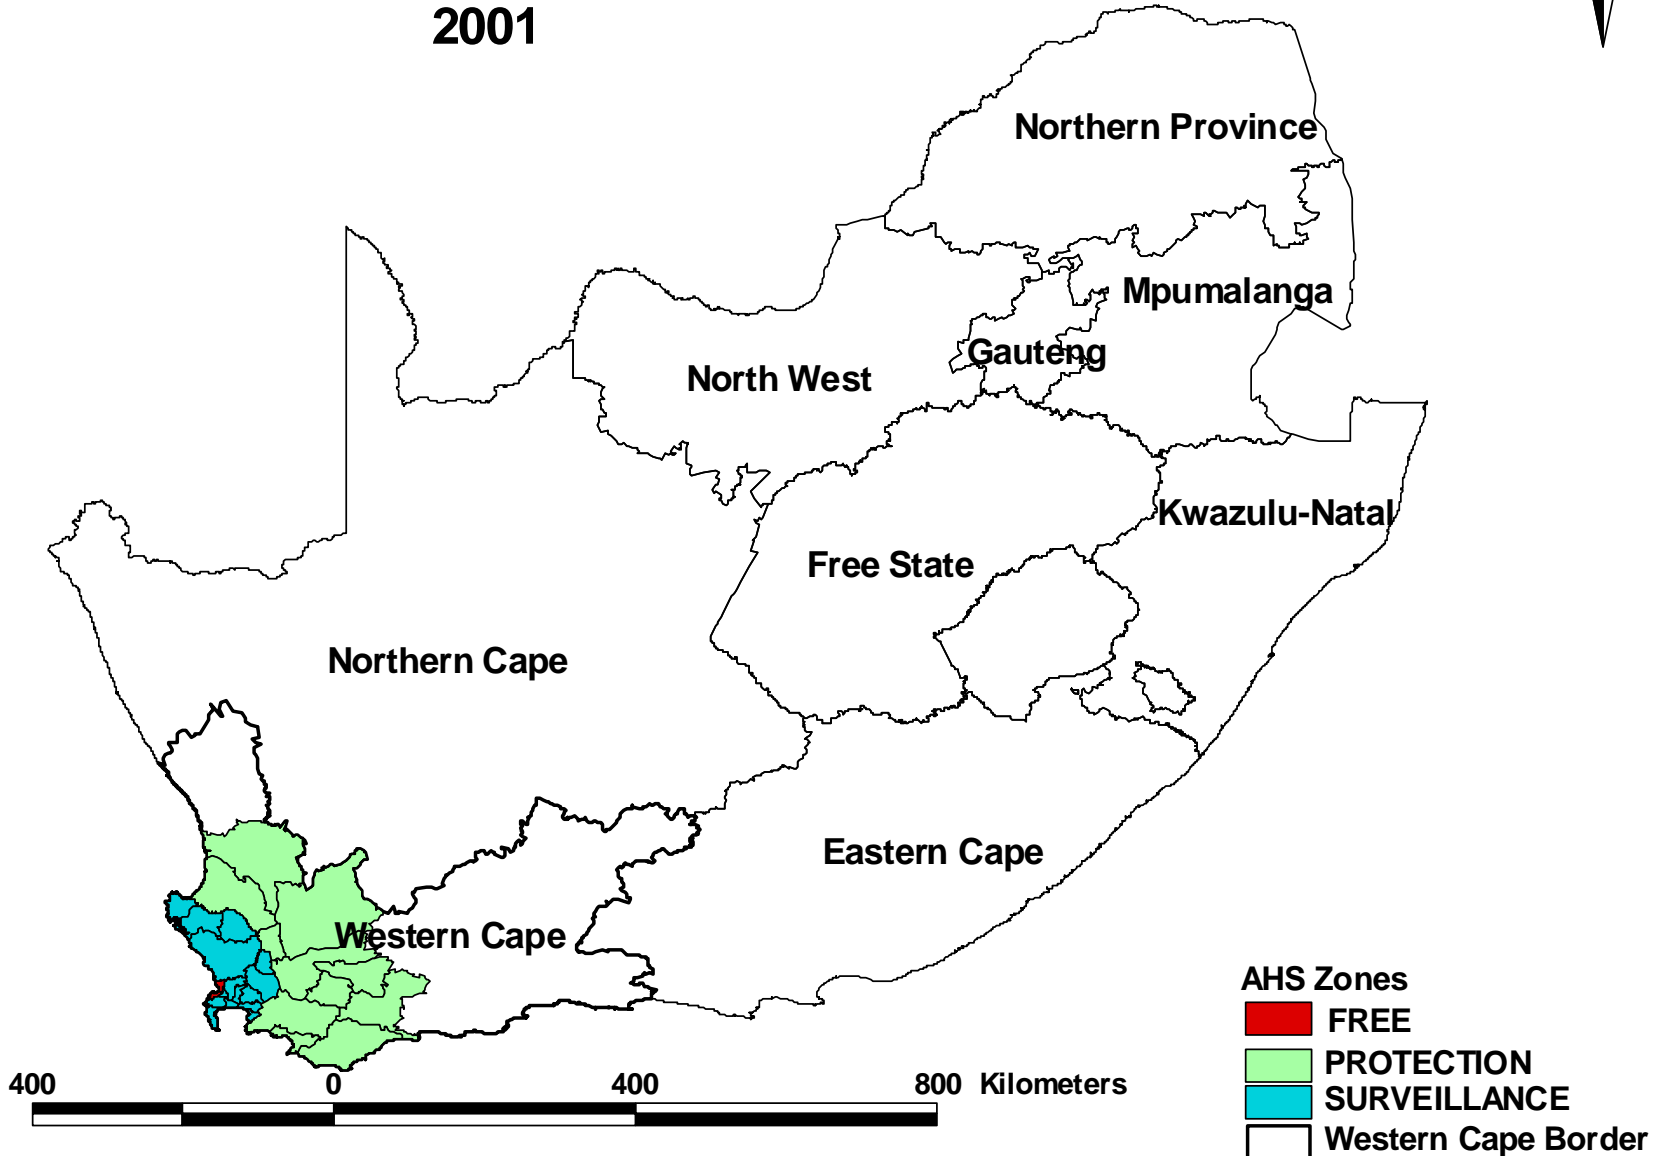 2001
Northern Province
Mpumalanga
Gauteng
North West
Kwazulu-Natal
Free State
Northern Cape
Eastern Cape
Western Cape
AHS Zones
FREE
PROTECTION
SURVEILLANCE
Western Cape Border
400 0 400 800 Kilometers